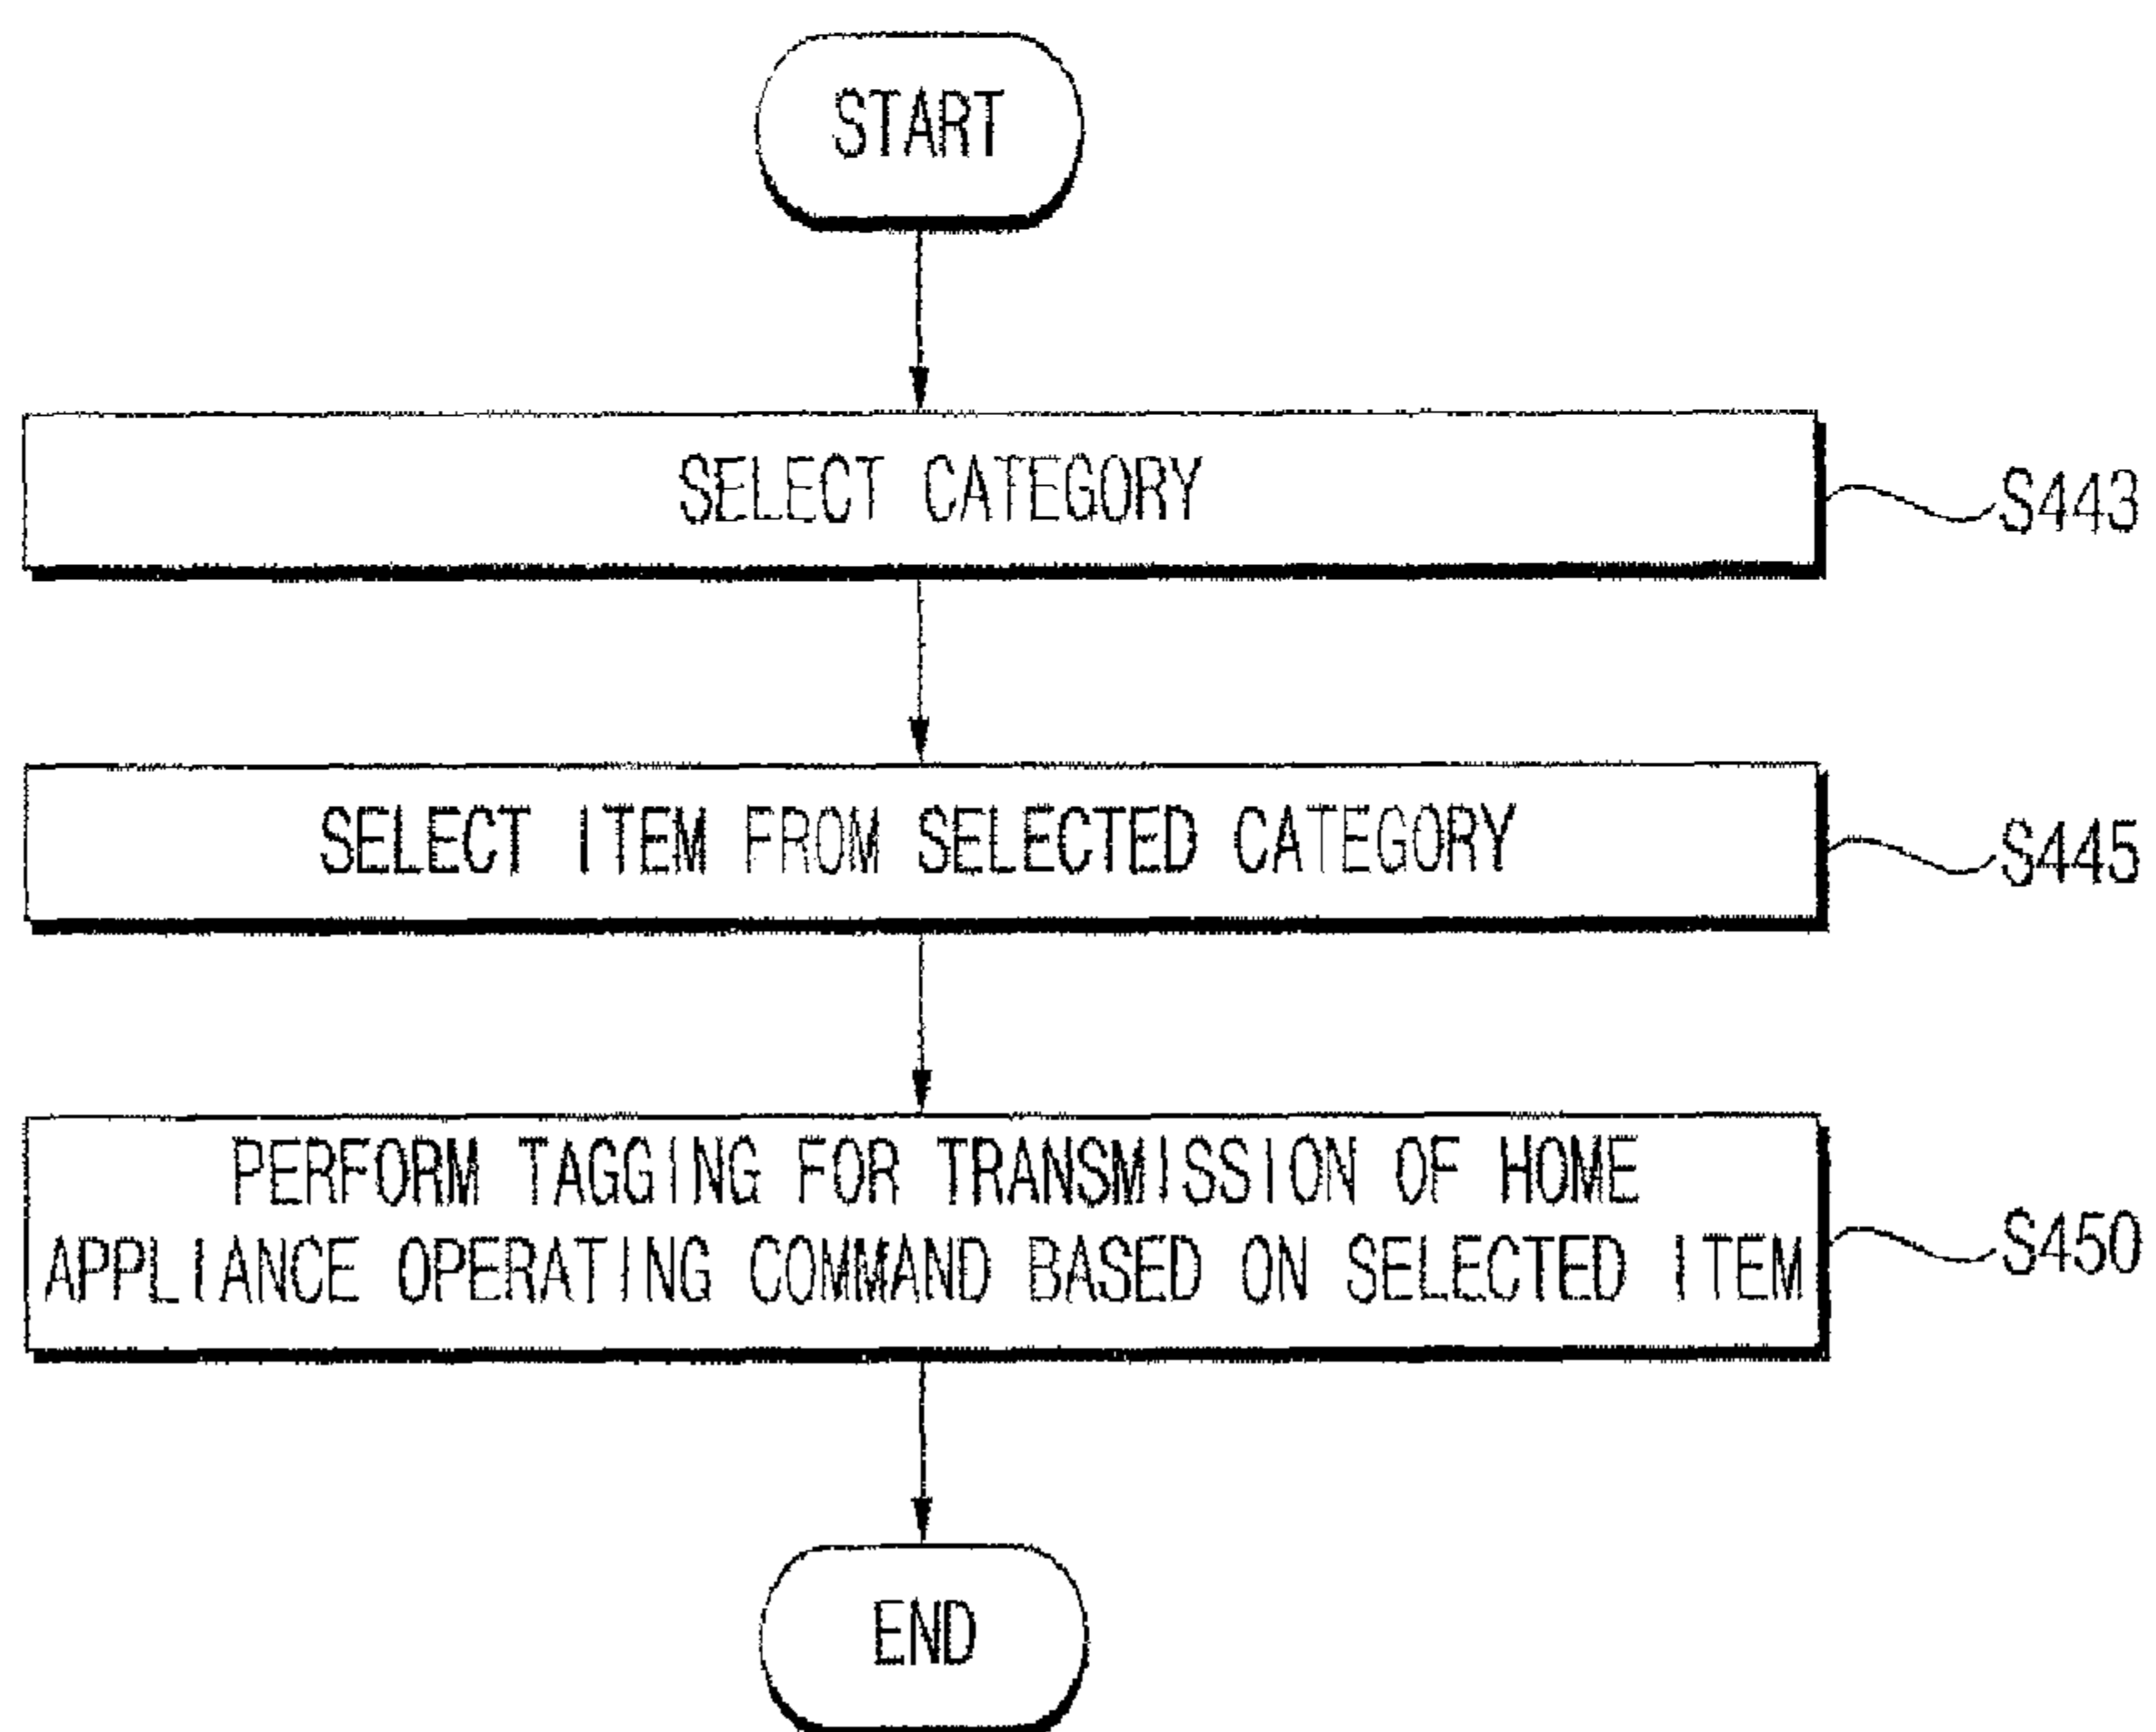 START
SELECT CATEGORY
S443
SELECT ITEM FROM SELECTED CATEGORY
S445
PERFORM TAGGING FOR TRANSMISSION OF HOME
APPLIANCE OPERATING COMMAND BASED ON SELECTED ITEM
S450
END